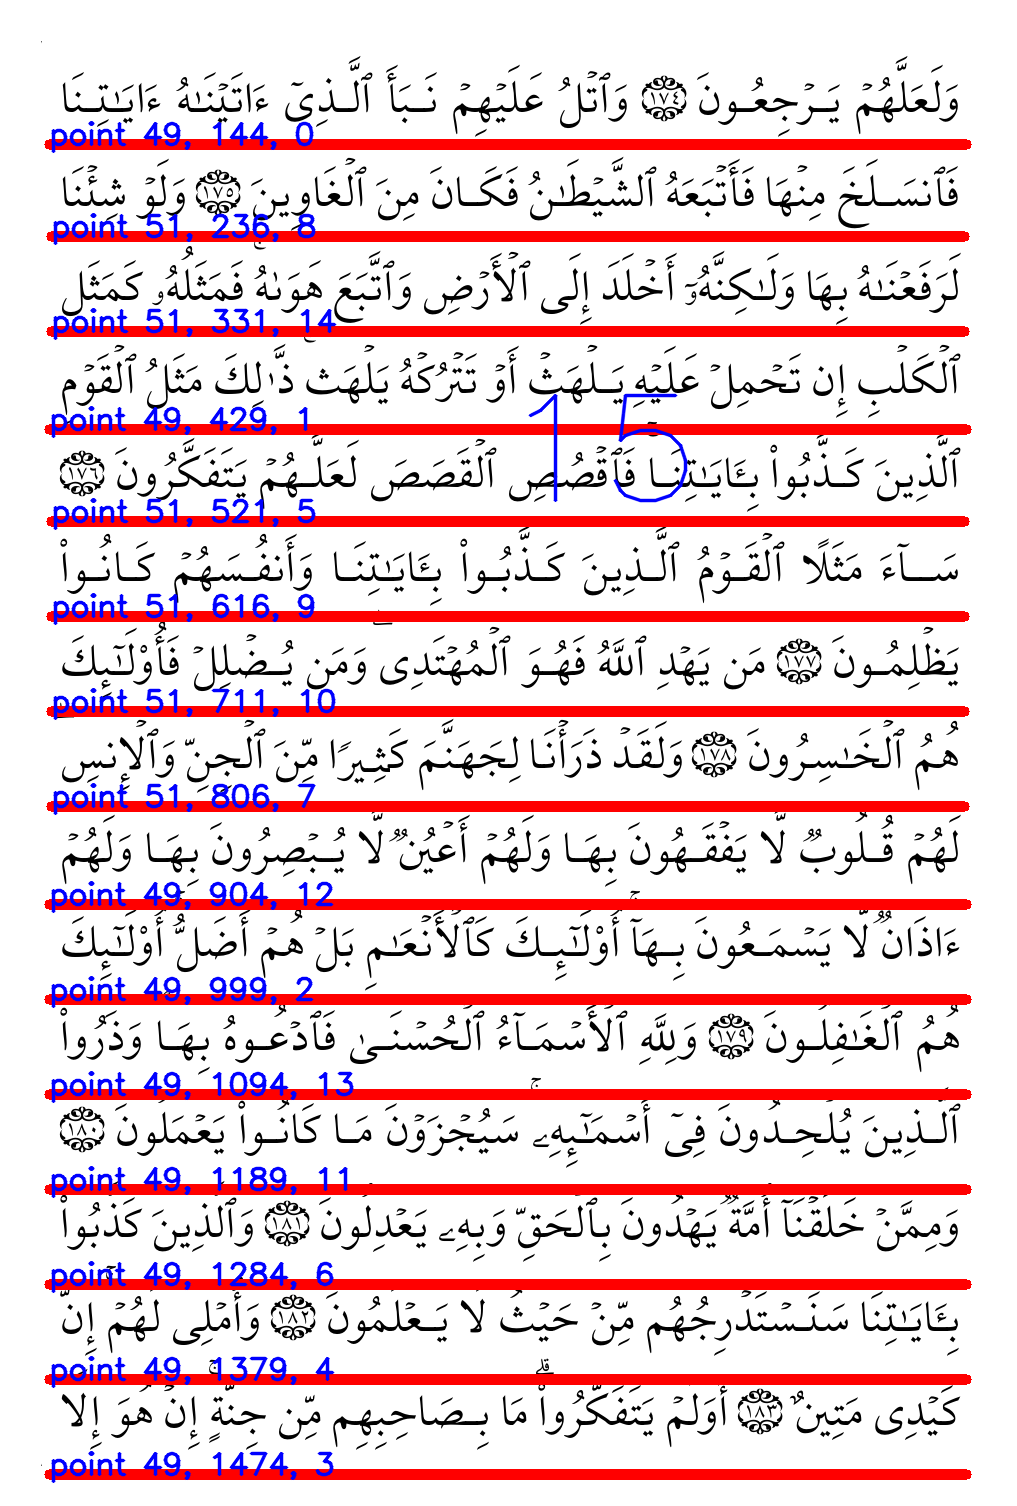 وَلَعَلَّهُمۡ يَرۡجِعُونَ ١٧٤ وَٱتۡلُ عَلَيۡهِمۡ نَبَأَ ٱلَّذِيٓ ءَاتَيۡنَٰهُ ءَايَٰتِنَا
point 49, 144, 0
فَٱنسَلَخَ مِنۡهَا فَأَتۡبَعَهُ ٱلشَّيۡطَٰنُ فَكَانَ مِنَ ٱلۡغَاوِينَ ١٧٥ وَلَوۡ شِئۡنَا
point 51, 236, 8
لَرَفَعۡنَٰهُ بِهَا وَلَٰكِنَّهُۥٓ أَخۡلَدَ إِلَى ٱلۡأَرۡضِ وَٱتَّبَعَ هَوَىٰهُۚ فَمَثَلُهُۥ كَمَثَلِ
point 51, 331, 14
ٱلۡكَلۡبِ إِن تَحۡمِلۡ عَلَيۡهِ يَلۡهَثۡ أَوۡ تَتۡرُكۡهُ يَلۡهَثۚ ذَّٰلِكَ مَثَلُ ٱلۡقَوۡمِ
point 49, 429, 1
15
ٱلَّذِينَ كَذَّبُواْ بِـَٔايَٰتِنَاۚ فَٱقۡصُصِ ٱلۡقَصَصَ لَعَلَّهُمۡ يَتَفَكَّرُونَ ١٧٦
point 51, 521, 5
سَآءَ مَثَلًا ٱلۡقَوۡمُ ٱلَّذِينَ كَذَّبُواْ بِـَٔايَٰتِنَا وَأَنفُسَهُمۡ كَانُواْ
point 51, 616, 9
يَظۡلِمُونَ ١٧٧ مَن يَهۡدِ ٱللَّهُ فَهُوَ ٱلۡمُهۡتَدِيۖ وَمَن يُضۡلِلۡ فَأُوْلَٰٓئِكَ
point 51, 711, 10
هُمُ ٱلۡخَٰسِرُونَ ١٧٨ وَلَقَدۡ ذَرَأۡنَا لِجَهَنَّمَ كَثِيرٗا مِّنَ ٱلۡجِنِّ وَٱلۡإِنسِۖ
point 51, 806, 7
لَهُمۡ قُلُوبٞ لَّا يَفۡقَهُونَ بِهَا وَلَهُمۡ أَعۡيُنٞ لَّا يُبۡصِرُونَ بِهَا وَلَهُمۡ
point 49, 904, 12
ءَاذَانٞ لَّا يَسۡمَعُونَ بِهَآۚ أُوْلَٰٓئِكَ كَٱلۡأَنۡعَٰمِ بَلۡ هُمۡ أَضَلُّۚ أُوْلَٰٓئِكَ
point 49, 999, 2
هُمُ ٱلۡغَٰفِلُونَ ١٧٩ وَلِلَّهِ ٱلۡأَسۡمَآءُ ٱلۡحُسۡنَىٰ فَٱدۡعُوهُ بِهَاۖ وَذَرُواْ
point 49, 1094, 13
ٱلَّذِينَ يُلۡحِدُونَ فِيٓ أَسۡمَٰٓئِهِۦۚ سَيُجۡزَوۡنَ مَا كَانُواْ يَعۡمَلُونَ ١٨٠
point 49, 1189, 11
وَمِمَّنۡ خَلَقۡنَآ أُمَّةٞ يَهۡدُونَ بِٱلۡحَقِّ وَبِهِۦ يَعۡدِلُونَ ١٨١ وَٱلَّذِينَ كَذَّبُواْ
point 49, 1284, 6
بِـَٔايَٰتِنَا سَنَسۡتَدۡرِجُهُم مِّنۡ حَيۡثُ لَا يَعۡلَمُونَ ١٨٢ وَأُمۡلِي لَهُمۡۚ إِنَّ
point 49, 1379, 4
كَيۡدِي مَتِينٌ ١٨٣ أَوَلَمۡ يَتَفَكَّرُواْۗ مَا بِصَاحِبِهِم مِّن جِنَّةٍۚ إِنۡ هُوَ إِلَّا
point 49, 1474, 3